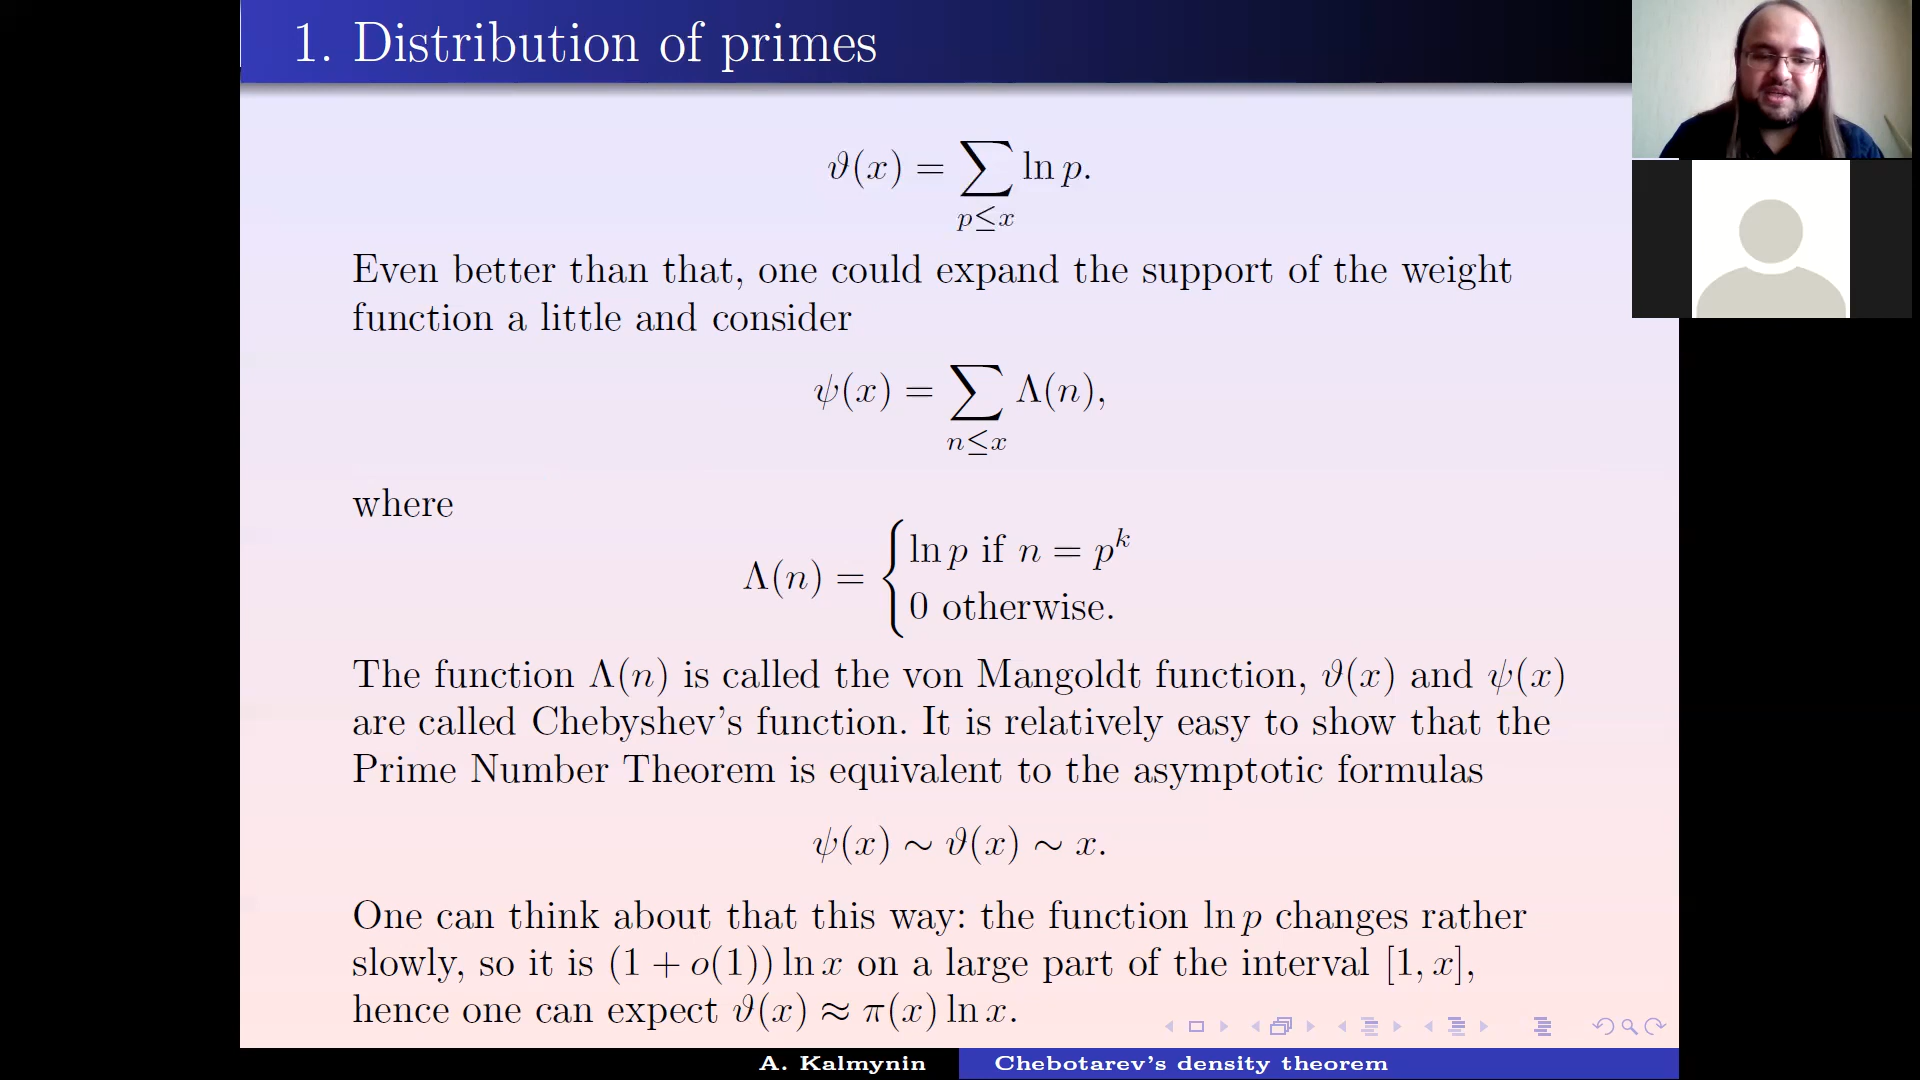 1. Distribution of primes
ϑ(x) = ∑ ln p.
p≤x
Even better than that, one could expand the support of the weight
function a little and consider
ψ(x) = ∑ Λ(n),
n≤x
where
Λ(n) = { ln p if n = p^k
0 otherwise.
The function Λ(n) is called the von Mangoldt function, ϑ(x) and ψ(x)
are called Chebyshev's function. It is relatively easy to show that the
Prime Number Theorem is equivalent to the asymptotic formulas
ψ(x) ∼ ϑ(x) ∼ x.
One can think about that this way: the function ln p changes rather
slowly, so it is (1 + o(1)) ln x on a large part of the interval [1, x],
hence one can expect ϑ(x) ≈ π(x) ln x.
A. Kalmynin Chebotarev's density theorem